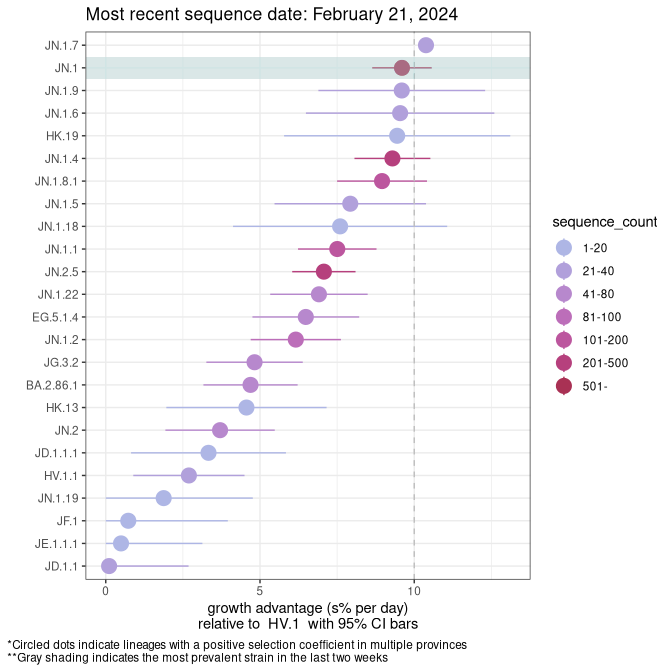 Most recent sequence date: February 21, 2024
JN.1.7
JN.1
JN.1.9
JN.1.6
HK.19
JN.1.4
JN.1.8.1
JN.1.5
JN.1.18
JN.1.1
JN.2.5
JN.1.22
EG.5.1.4
JN.1.2
JG.3.2
BA.2.86.1
HK.13
JN.2
JD.1.1.1
HV.1.1
JN.1.19
JF.1
JE.1.1.1
JD.1.1
0 5 10
growth advantage (s% per day)
relative to HV.1 with 95% CI bars
sequence_count
1-20
21-40
41-80
81-100
101-200
201-500
501-
*Circled dots indicate lineages with a positive selection coefficient in multiple provinces
**Gray shading indicates the most prevalent strain in the last two weeks